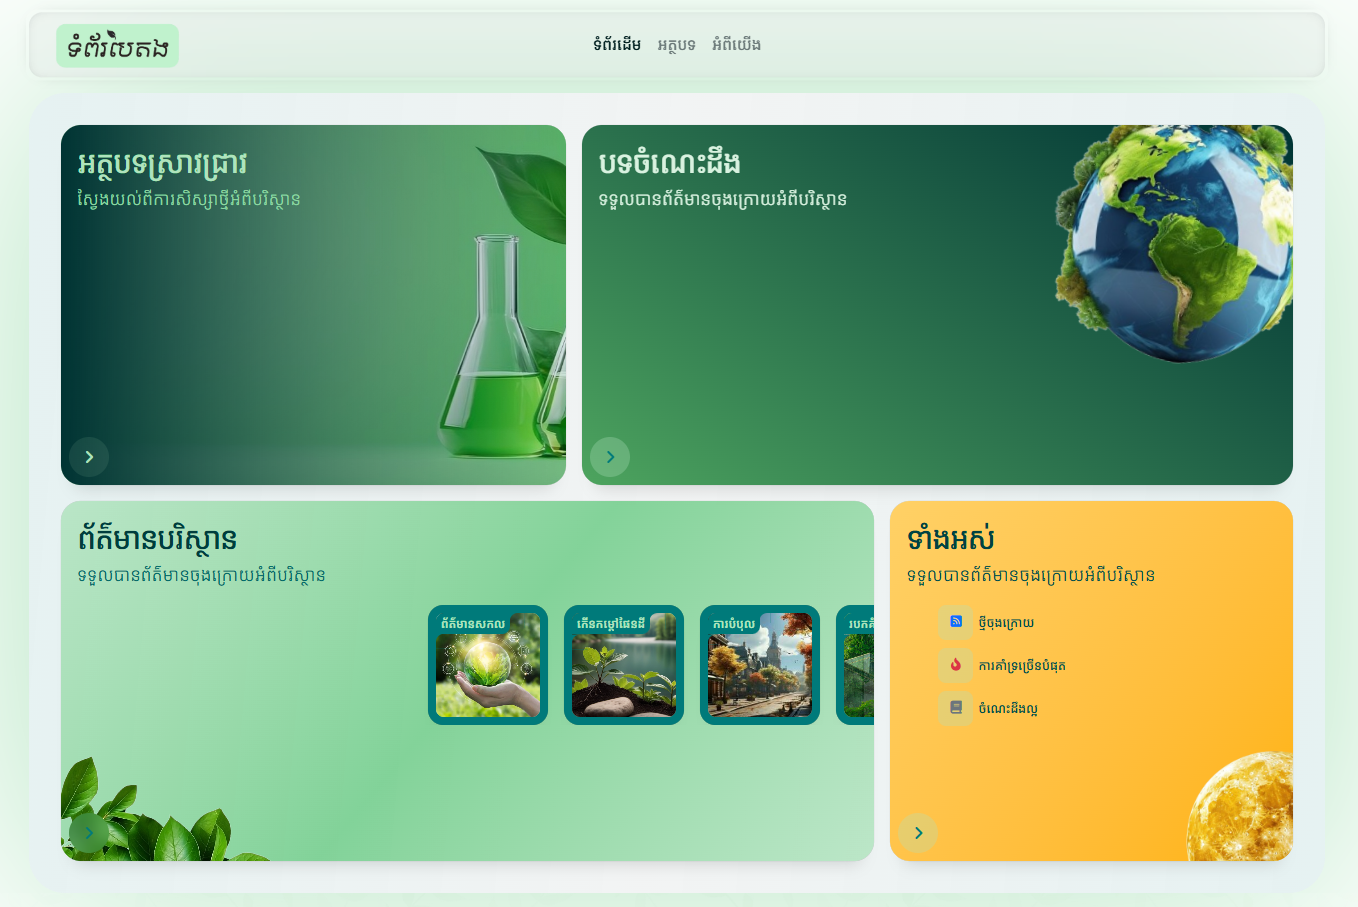 ទំព័របៃតង
ទំព័រដើម
អត្ថបទ
អំពីយើង
អត្ថបទស្រាវជ្រាវ
ស្វែងយល់ពីការសិស្សាថ្មីអំពីបរិស្ថាន
បទចំណេះដឹង
ទទួលបានព័ត៌មានចុងក្រោយអំពីបរិស្ថាន
ព័ត៌មានបរិស្ថាន
ទទួលបានព័ត៌មានចុងក្រោយអំពីបរិស្ថាន
ព័ត៌មានសកល
កើនកម្ដៅផែនដី
ការបំបុល
ទាំងអស់
ទទួលបានព័ត៌មានចុងក្រោយអំពីបរិស្ថាន
ថ្មីចុងក្រោយ
ការគាំទ្រច្រើនបំផុត
ចំណេះដឹងល្អ